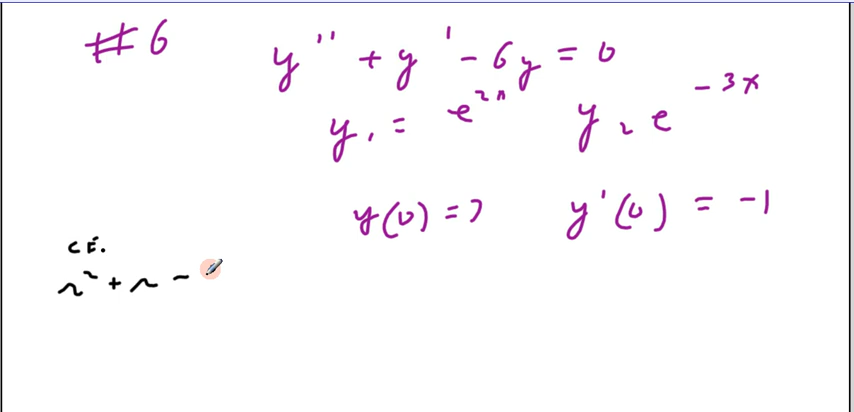 #6 y'' + y' - 6y = 0
y₁ = e^{2x} y₂ e^{-3x}
y(0) = 7 y'(0) = -1
C.E.
r² + r -